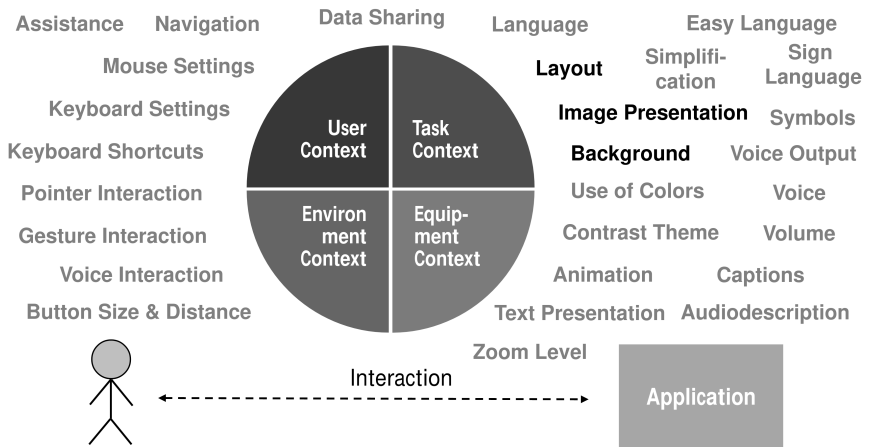 Assistance
Navigation
Data Sharing
Language
Easy Language
Mouse Settings
Layout
Simplifi-
cation
Sign
Language
Keyboard Settings
Image Presentation
Symbols
User
Context
Task
Context
Keyboard Shortcuts
Background
Voice Output
Pointer Interaction
Use of Colors
Voice
Environ
ment
Context
Equip-
ment
Context
Gesture Interaction
Contrast Theme
Volume
Voice Interaction
Animation
Captions
Button Size & Distance
Text Presentation
Audiodescription
Zoom Level
Interaction
Application